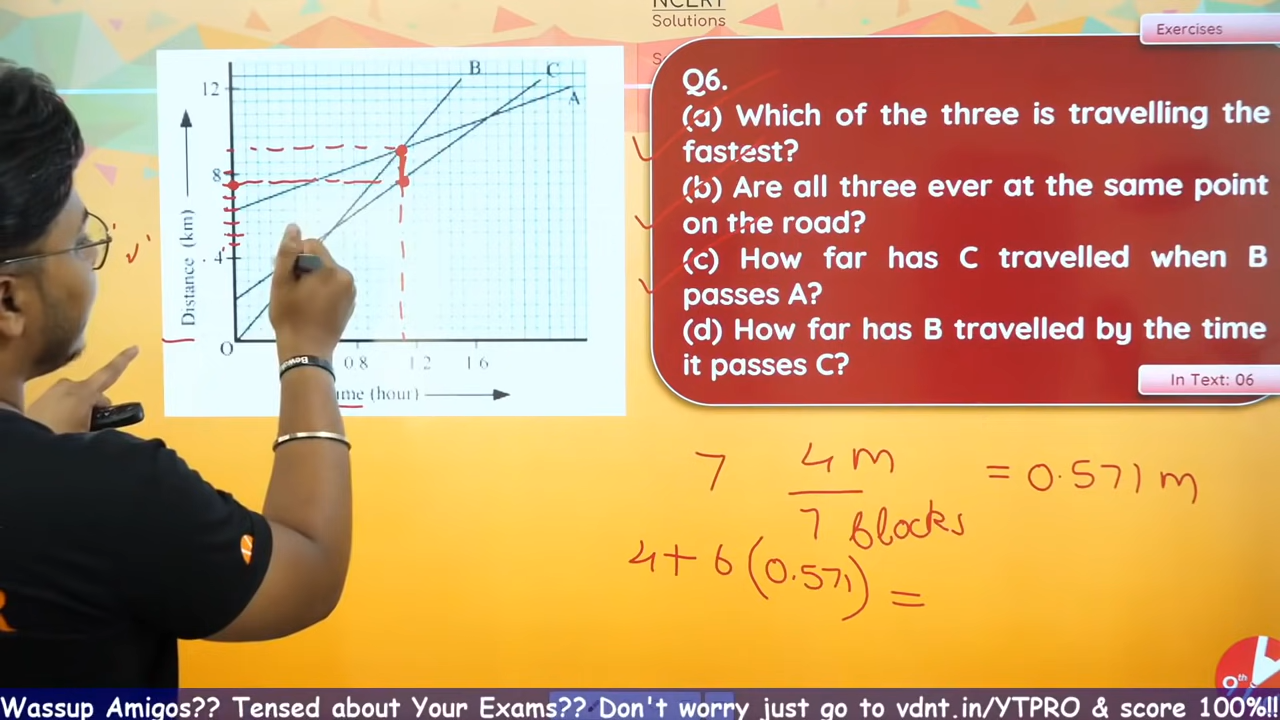 NCERT
Solutions
Exercises
B
C
A
12
8
4
Distance (km)
O
0 8
1 2
1 6
me (hour)
Q6.
(a) Which of the three is travelling the
fastest?
(b) Are all three ever at the same point
on the road?
(c) How far has C travelled when B
passes A?
(d) How far has B travelled by the time
it passes C?
In Text: 06
7
4m
7 blocks
= 0.571 m
4+ 6 (0.571) =
9th
Wassup Amigos?? Tensed about Your Exams?? Don't worry just go to vdnt.in/YTPRO & score 100%!!